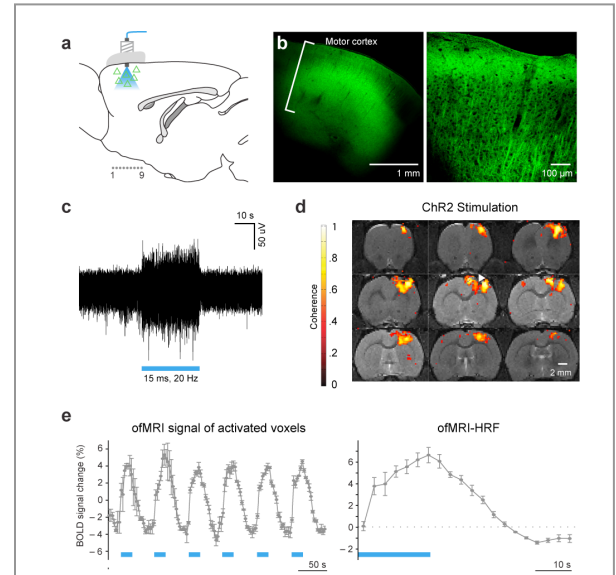 a
1 9
b
Motor cortex
1 mm
100 µm
c
10 s
50 uV
15 ms, 20 Hz
d
ChR2 Stimulation
Coherence
1
.8
.6
.4
.2
0
2 mm
e
ofMRI signal of activated voxels
BOLD signal change (%)
6
4
2
0
− 2
− 4
− 6
50 s
ofMRI-HRF
6
4
2
0
− 2
10 s